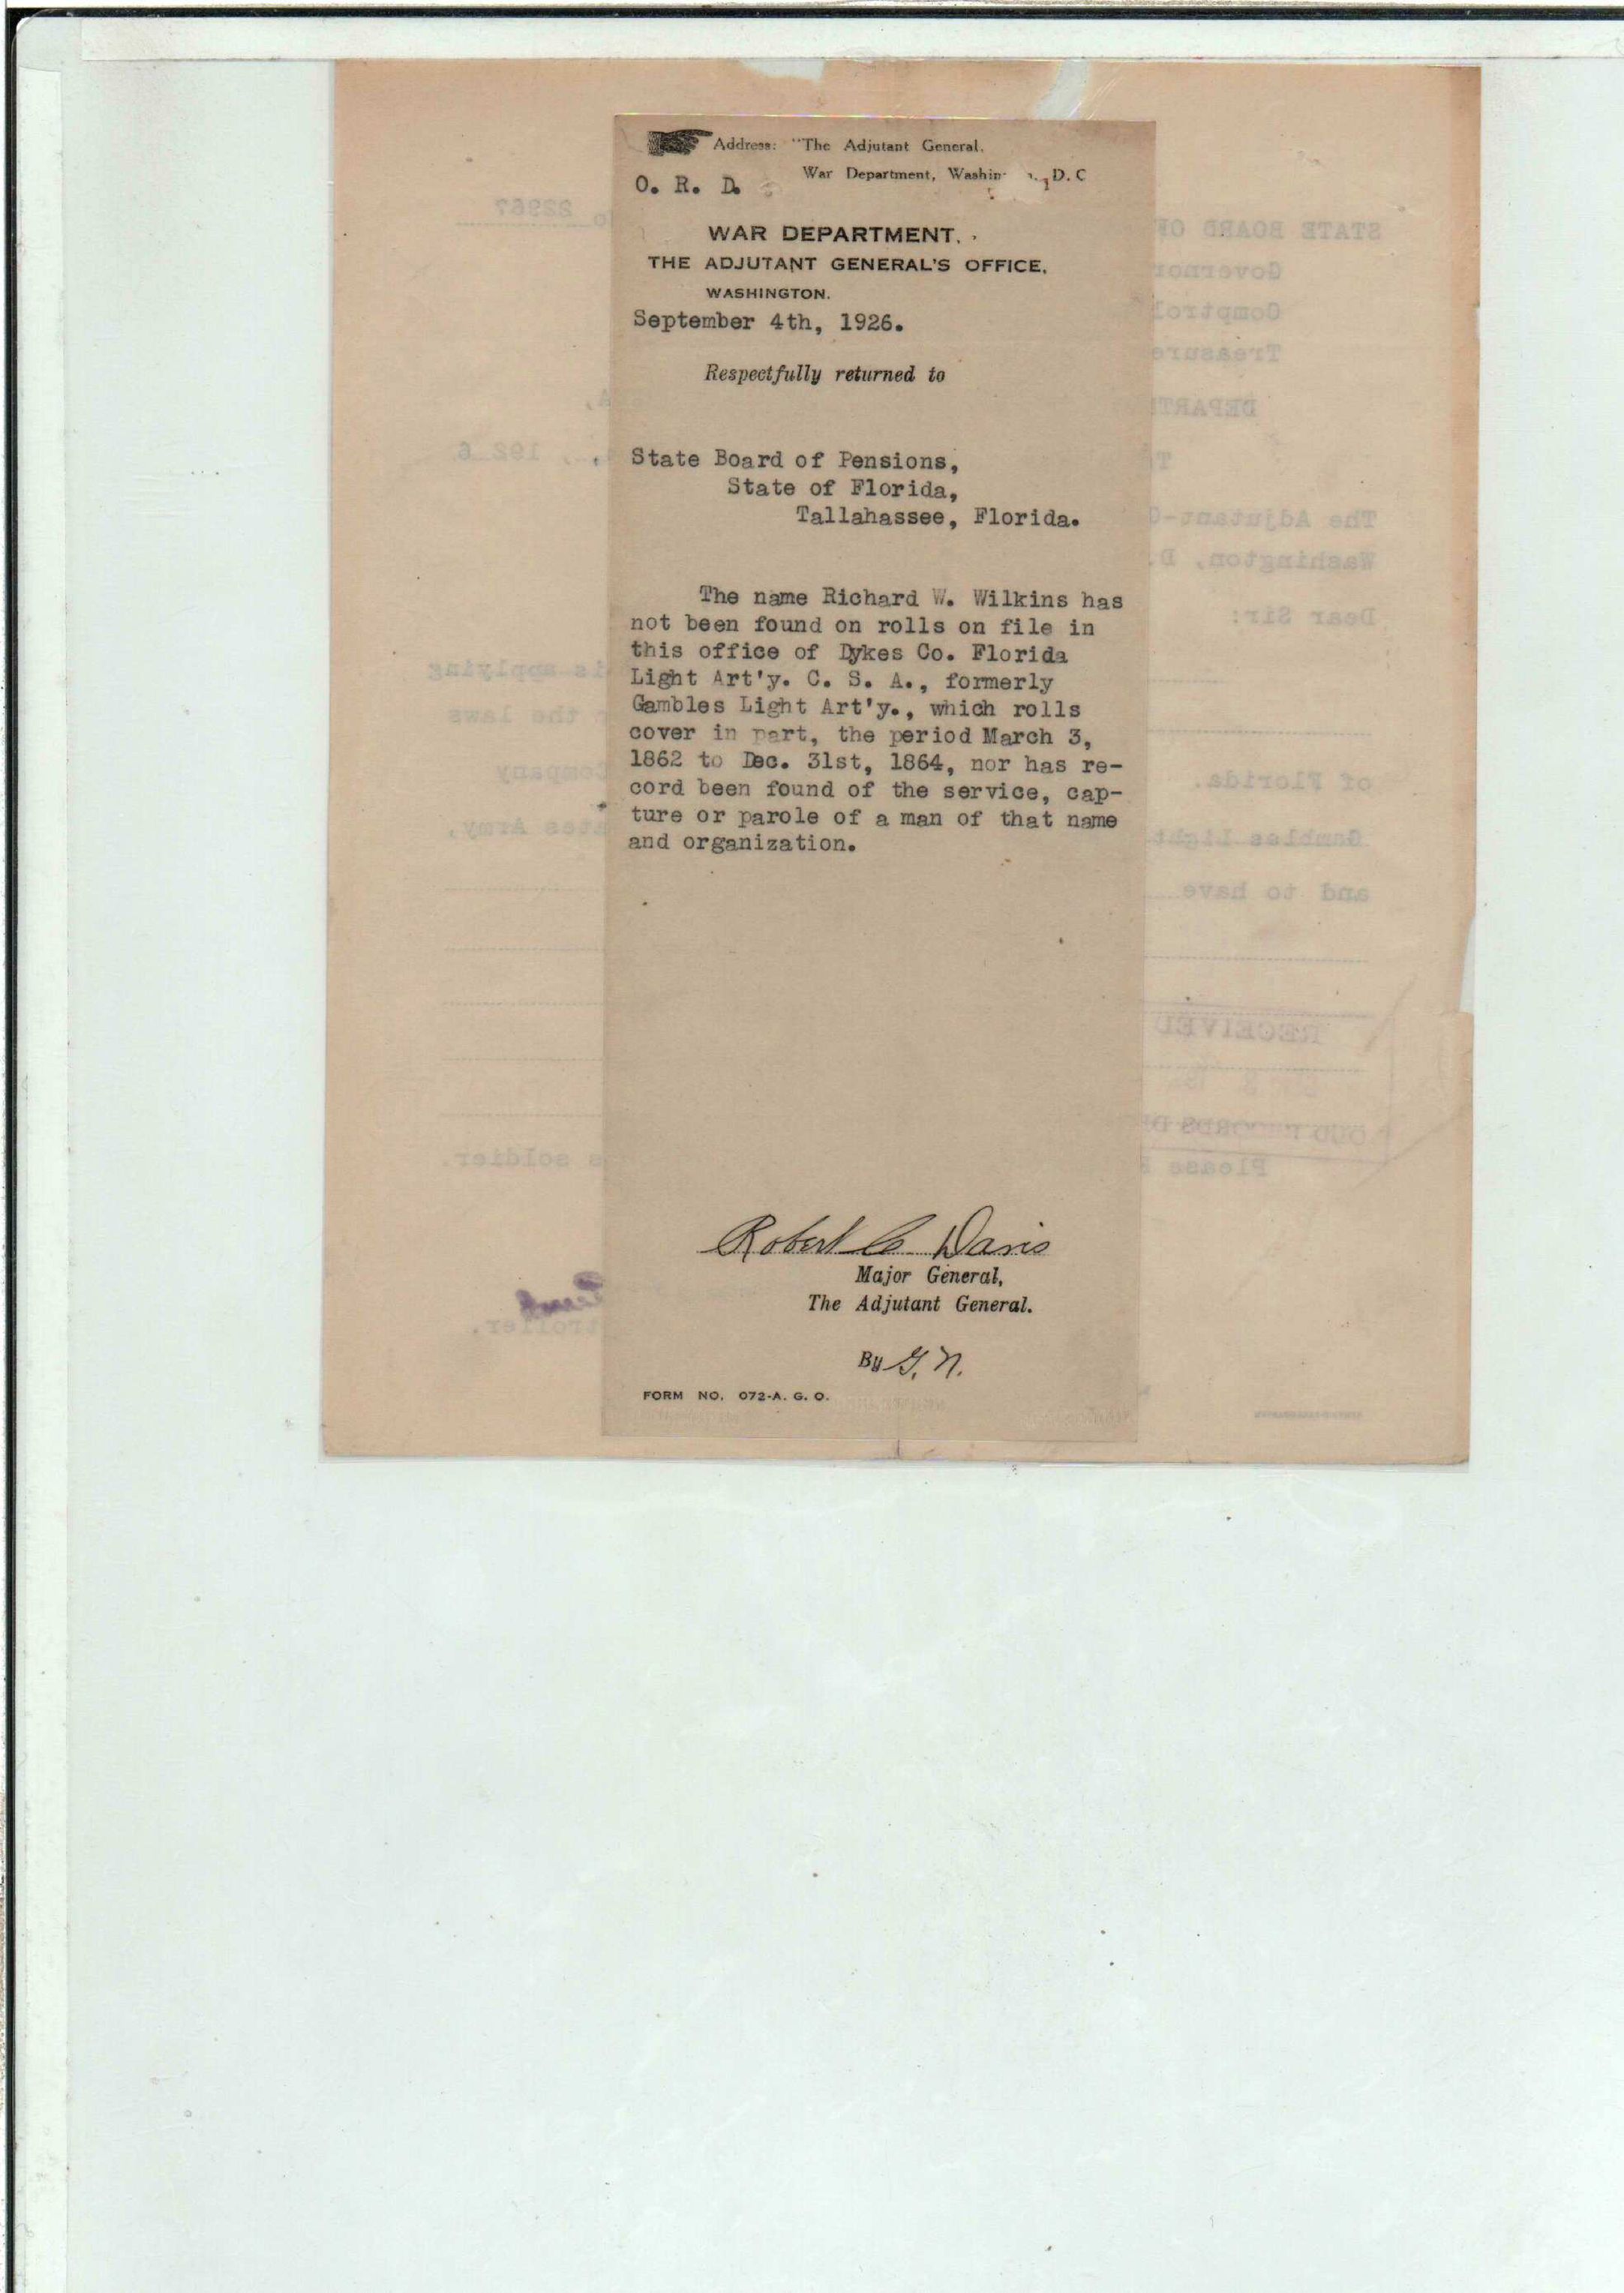 Address: "The Adjutant General.
War Department, Washin D. C
O. R. D.
WAR DEPARTMENT.
THE ADJUTANT GENERAL'S OFFICE,
WASHINGTON.
September 4th, 1926.
Respectfully returned to
State Board of Pensions,
State of Florida,
Tallahassee, Florida.
The name Richard W. Wilkins has
not been found on rolls on file in
this office of Dykes Co. Florida
Light Art'y. C. S. A., formerly
Gambles Light Art'y., which rolls
cover in part, the period March 3,
1862 to Dec. 31st, 1864, nor has re-
cord been found of the service, cap-
ture or parole of a man of that name
and organization.
Robert C Davis
Major General,
The Adjutant General.
By G. N.
FORM NO. 072-A. G. O.